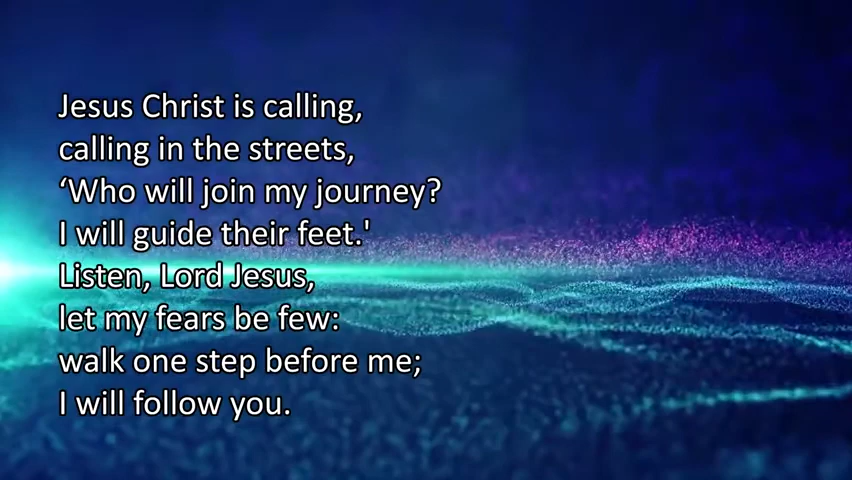 Jesus Christ is calling,
calling in the streets,
‘Who will join my journey?
I will guide their feet.'
Listen, Lord Jesus,
let my fears be few:
walk one step before me;
I will follow you.